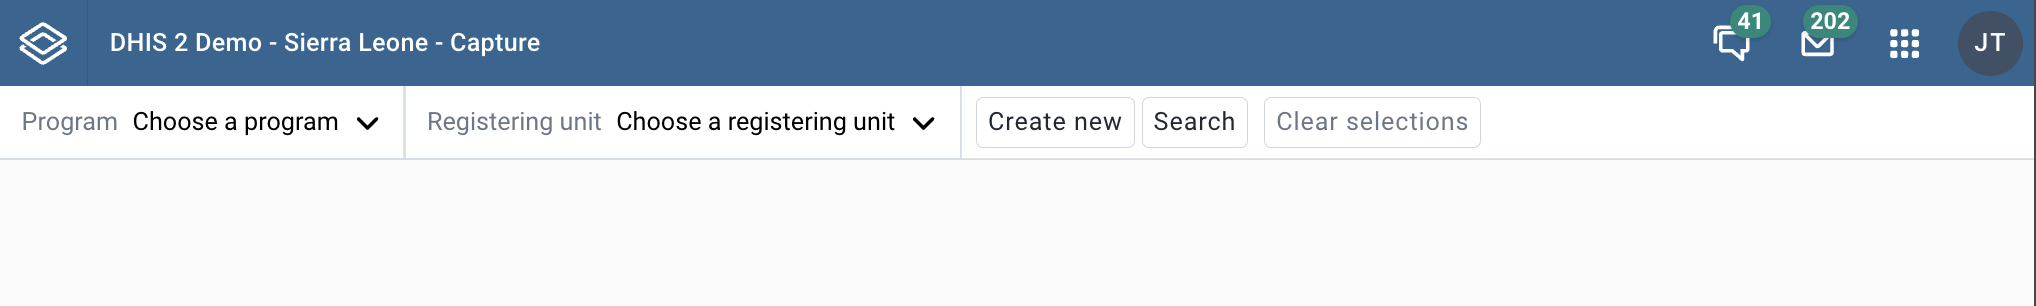 DHIS 2 Demo - Sierra Leone - Capture
41
202
JT
Program Choose a program
Registering unit Choose a registering unit
Create new
Search
Clear selections